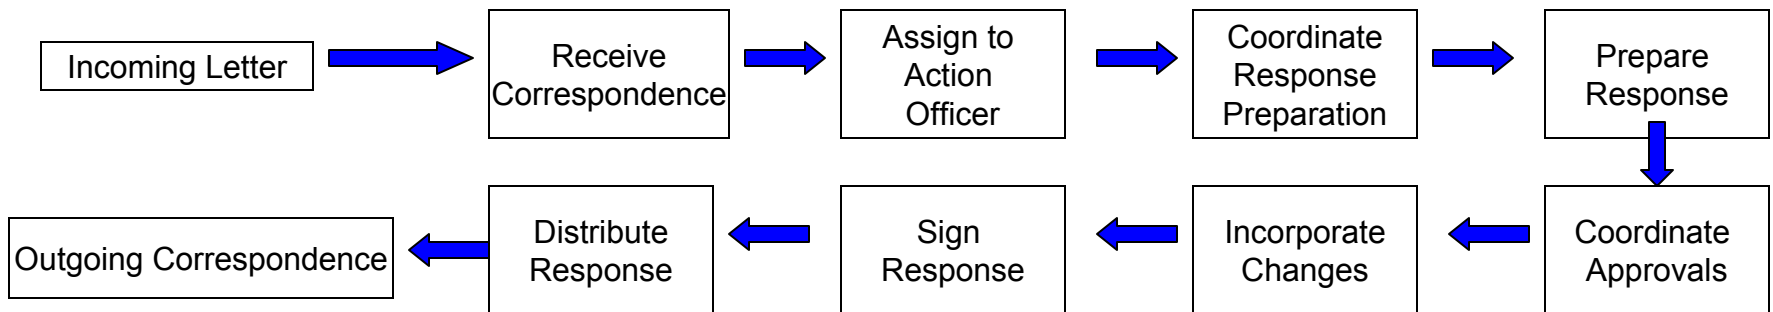 Incoming Letter
Receive
Correspondence
Assign to
Action
Officer
Coordinate
Response
Preparation
Prepare
Response
Coordinate
Approvals
Incorporate
Changes
Sign
Response
Distribute
Response
Outgoing Correspondence